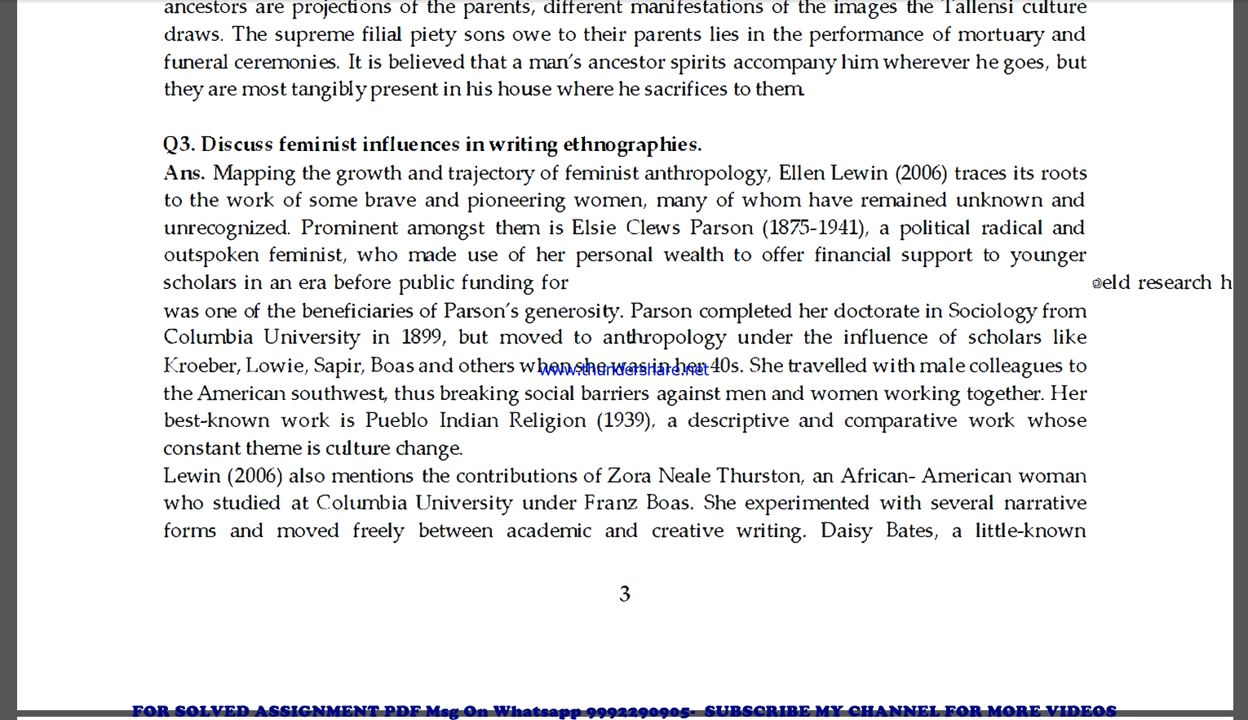 ancestors are projections of the parents, different manifestations of the images the Tallensi culture
draws. The supreme filial piety sons owe to their parents lies in the performance of mortuary and
funeral ceremonies. It is believed that a man's ancestor spirits accompany him wherever he goes, but
they are most tangibly present in his house where he sacrifices to them.
Q3. Discuss feminist influences in writing ethnographies.
Ans. Mapping the growth and trajectory of feminist anthropology, Ellen Lewin (2006) traces its roots
to the work of some brave and pioneering women, many of whom have remained unknown and
unrecognized. Prominent amongst them is Elsie Clews Parson (1875-1941), a political radical and
outspoken feminist, who made use of her personal wealth to offer financial support to younger
scholars in an era before public funding for eld research h
was one of the beneficiaries of Parson's generosity. Parson completed her doctorate in Sociology from
Columbia University in 1899, but moved to anthropology under the influence of scholars like
Kroeber, Lowie, Sapir, Boas and others when she was in her 40s. She travelled with male colleagues to
www.thundershare.net
the American southwest, thus breaking social barriers against men and women working together. Her
best-known work is Pueblo Indian Religion (1939), a descriptive and comparative work whose
constant theme is culture change.
Lewin (2006) also mentions the contributions of Zora Neale Thurston, an African- American woman
who studied at Columbia University under Franz Boas. She experimented with several narrative
forms and moved freely between academic and creative writing. Daisy Bates, a little-known
3
FOR SOLVED ASSIGNMENT PDF Msg On Whatsapp 9992290905- SUBSCRIBE MY CHANNEL FOR MORE VIDEOS